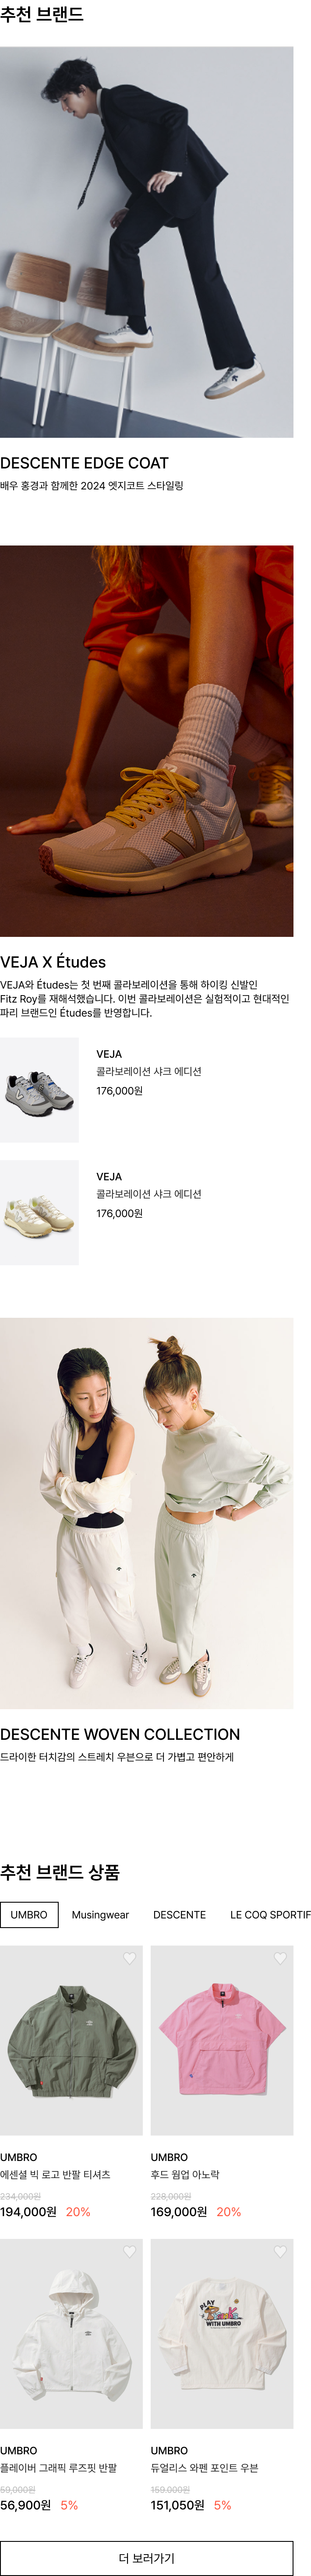 추천 브랜드
DESCENTE EDGE COAT
배우 홍경과 함께한 2024 엣지코트 스타일링
VEJA X Études
VEJA와 Études는 첫 번째 콜라보레이션을 통해 하이킹 신발인
Fitz Roy를 재해석했습니다. 이번 콜라보레이션은 실험적이고 현대적인
파리 브랜드인 Études를 반영합니다.
VEJA
콜라보레이션 샤크 에디션
176,000원
VEJA
콜라보레이션 샤크 에디션
176,000원
DESCENTE WOVEN COLLECTION
드라이한 터치감의 스트레치 우븐으로 더 가볍고 편안하게
추천 브랜드 상품
UMBRO Musingwear DESCENTE LE COQ SPORTIF
UMBRO
에센셜 빅 로고 반팔 티셔츠
234,000원
194,000원 20%
UMBRO
후드 웜업 아노락
228,000원
169,000원 20%
PLAY
WITH UMBRO
UMBRO
플레이버 그래픽 루즈핏 반팔
59,000원
56,900원 5%
UMBRO
듀얼리스 와펜 포인트 우븐
159,000원
151,050원 5%
더 보러가기